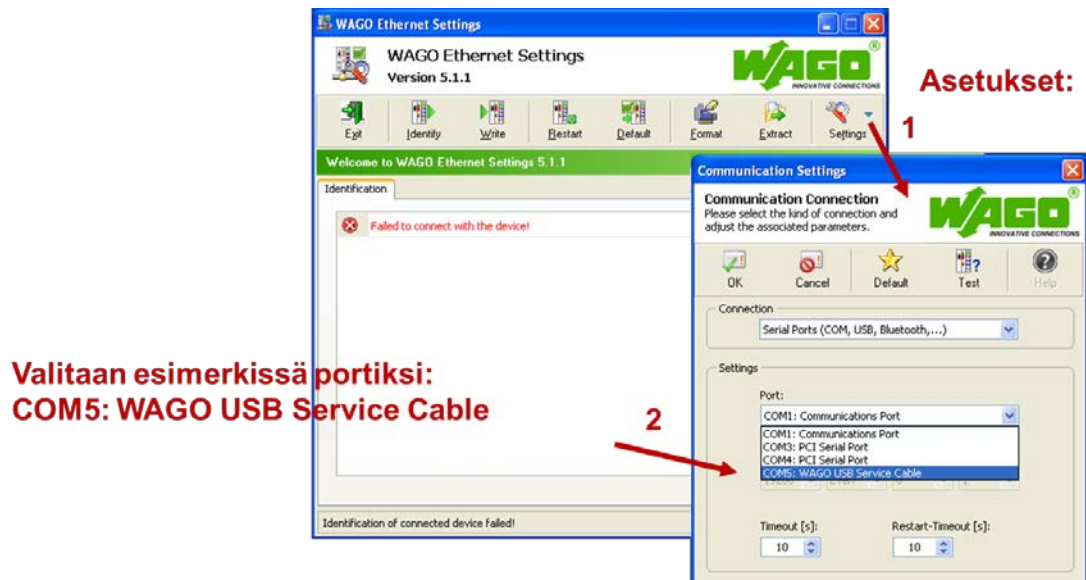 WAGO Ethernet Settings
WAGO Ethernet Settings
Version 5.1.1
WAGO®
INNOVATIVE CONNECTIONS
Asetukset:
Exit Identify Write Restart Default Format Extract Settings
1
Welcome to WAGO Ethernet Settings 5.1.1
Identification
Failed to connect with the device!
Communication Settings
Communication Connection
Please select the kind of connection and
adjust the associated parameters.
WAGO®
INNOVATIVE CONNECTIONS
OK Cancel Default Test Help
Connection
Serial Ports (COM, USB, Bluetooth,...)
Settings
Port:
COM1: Communications Port
COM1: Communications Port
COM3: PCI Serial Port
COM4: PCI Serial Port
COM5: WAGO USB Service Cable
Valitaan esimerkissä portiksi:
COM5: WAGO USB Service Cable
2
Timeout [s]: Restart-Timeout [s]:
10 10
Identification of connected device failed!